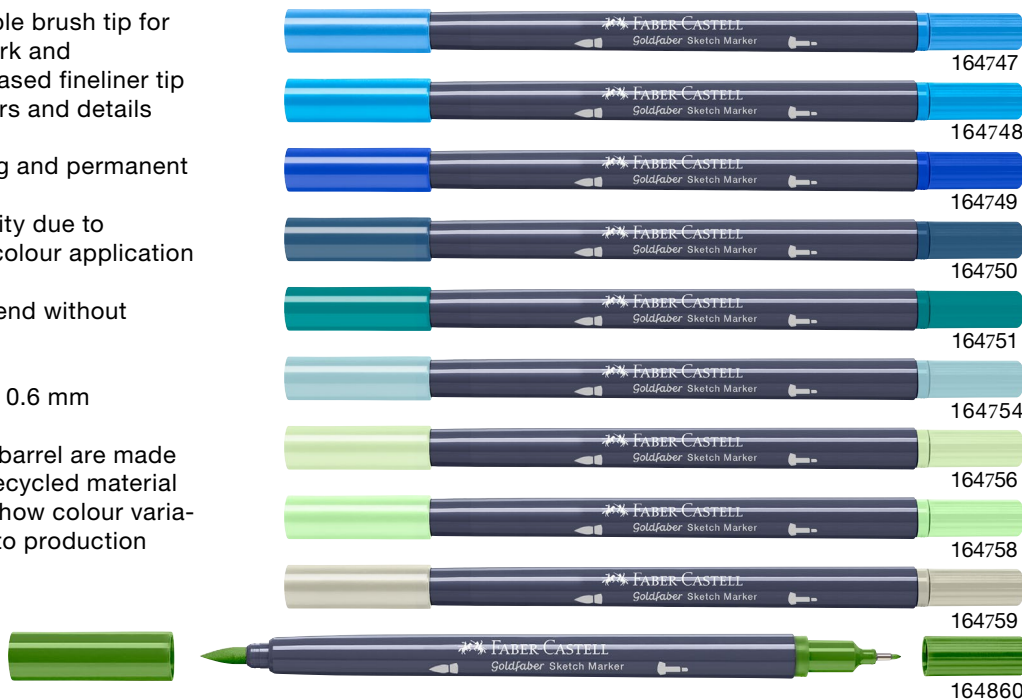 ble brush tip for
rk and
ased fineliner tip
rs and details
g and permanent
ity due to
colour application
end without
0.6 mm
barrel are made
ecycled material
how colour varia-
to production
FABER-CASTELL
Goldfaber Sketch Marker
164747
FABER-CASTELL
Goldfaber Sketch Marker
164748
FABER-CASTELL
Goldfaber Sketch Marker
164749
FABER-CASTELL
Goldfaber Sketch Marker
164750
FABER-CASTELL
Goldfaber Sketch Marker
164751
FABER-CASTELL
Goldfaber Sketch Marker
164754
FABER-CASTELL
Goldfaber Sketch Marker
164756
FABER-CASTELL
Goldfaber Sketch Marker
164758
FABER-CASTELL
Goldfaber Sketch Marker
164759
FABER-CASTELL
Goldfaber Sketch Marker
164860